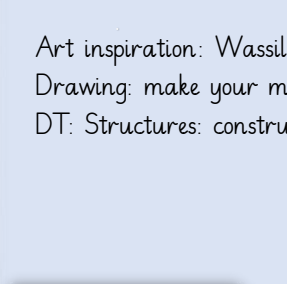 Art inspiration: Wassil
Drawing: make your m
DT: Structures: constru